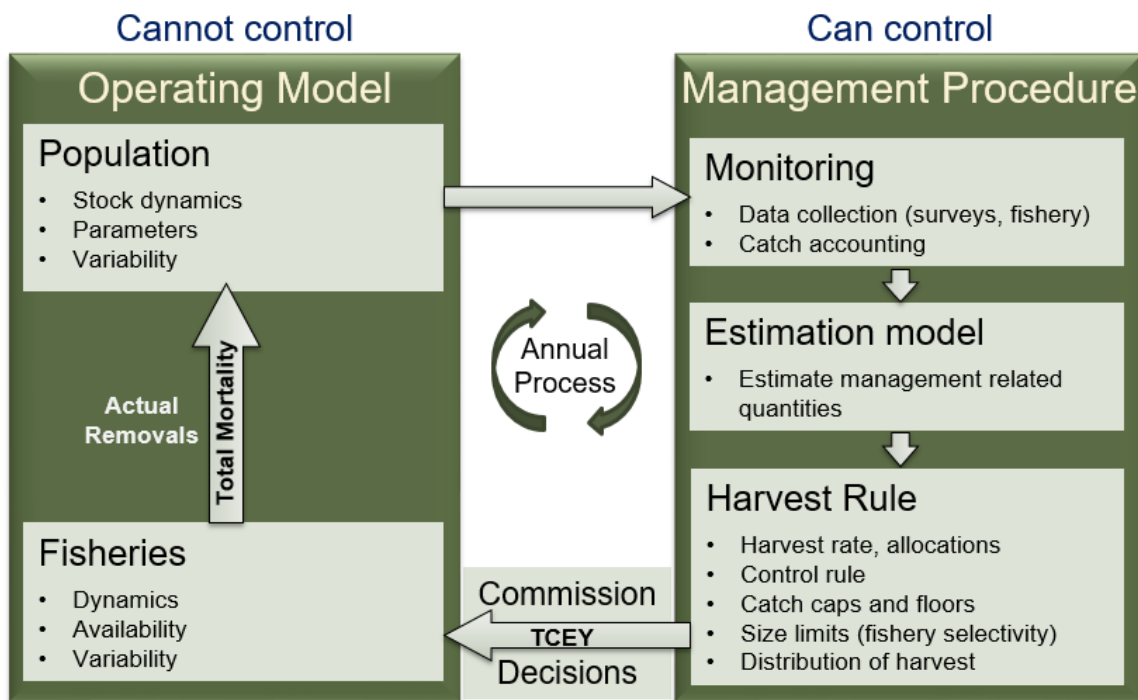 Cannot control
Operating Model
Population
• Stock dynamics
• Parameters
• Variability
Actual
Removals
Total Mortality
Fisheries
• Dynamics
• Availability
• Variability
Annual
Process
Commission
TCEY
Decisions
Can control
Management Procedure
Monitoring
• Data collection (surveys, fishery)
• Catch accounting
Estimation model
• Estimate management related
quantities
Harvest Rule
• Harvest rate, allocations
• Control rule
• Catch caps and floors
• Size limits (fishery selectivity)
• Distribution of harvest